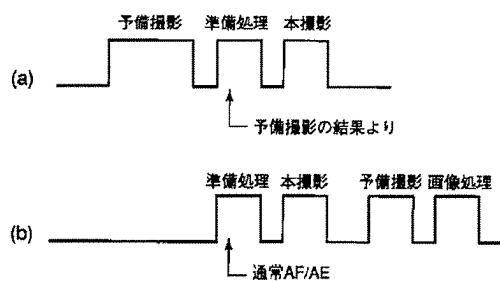 予備撮影 準備処理 本撮影
(a)
予備撮影の結果より
準備処理 本撮影 予備撮影 画像処理
(b)
通常AF/AE